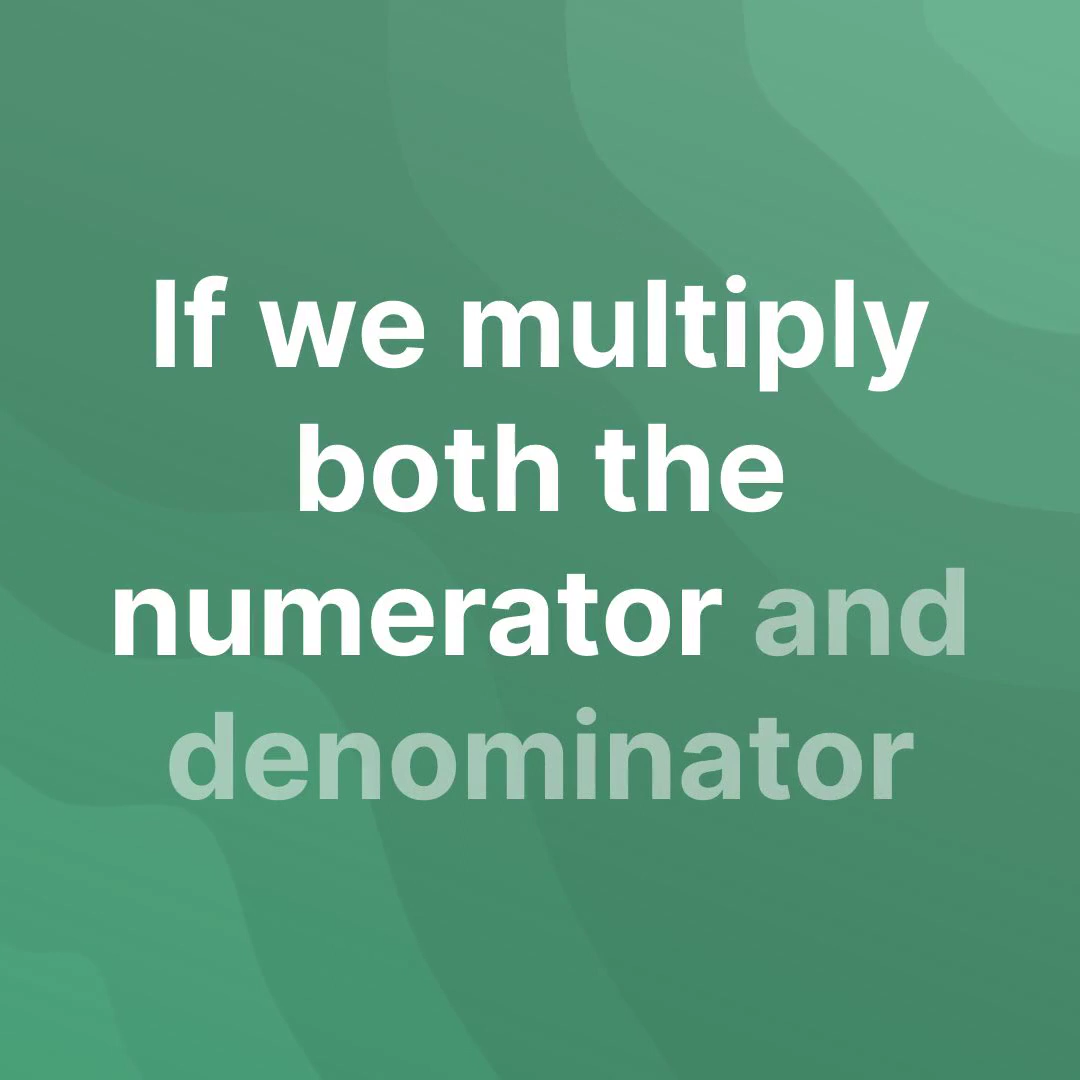 If we multiply
both the
numerator and
denominator